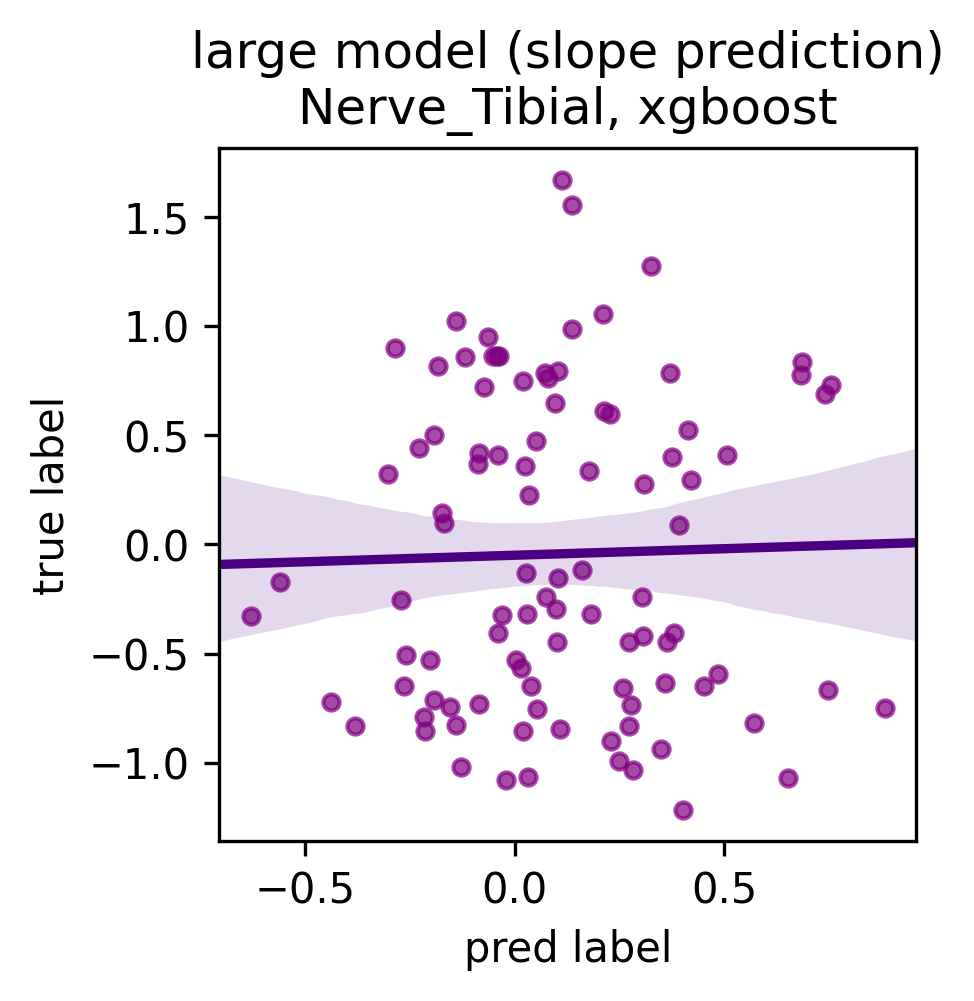 large model (slope prediction)
Nerve_Tibial, xgboost
1.5
1.0
0.5
0.0
−0.5
−1.0
true label
−0.5
0.0
0.5
pred label